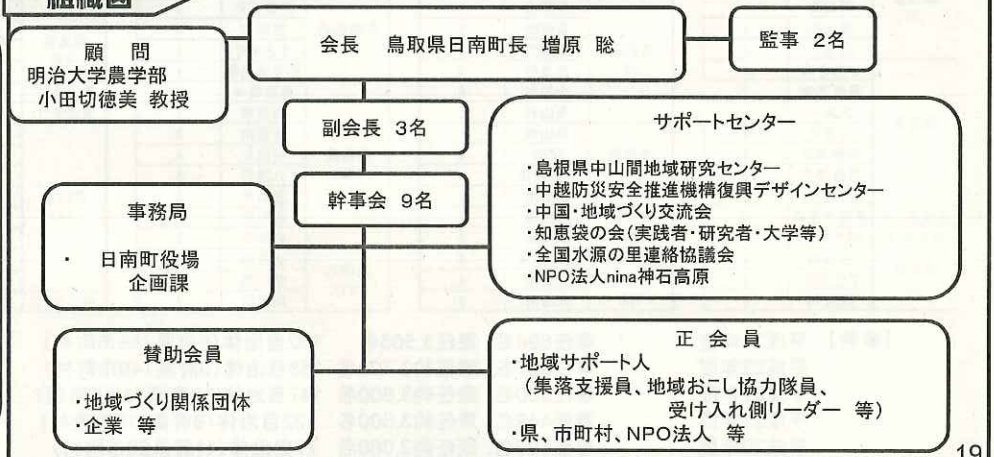 組織図
顧　問
明治大学農学部
小田切徳美 教授
会長　鳥取県日南町長 増原 聡
監事 2名
副会長 3名
幹事会 9名
サポートセンター
・島根県中山間地域研究センター
・中越防災安全推進機構復興デザインセンター
・中国・地域づくり交流会
・知恵袋の会(実践者・研究者・大学等)
・全国水源の里連絡協議会
・NPO法人nina神石高原
事務局
・　日南町役場
企画課
賛助会員
・地域づくり関係団体
・企業 等
正 会 員
・地域サポート人
(集落支援員、地域おこし協力隊員、
受け入れ側リーダー 等)
・県、市町村、NPO法人 等
19